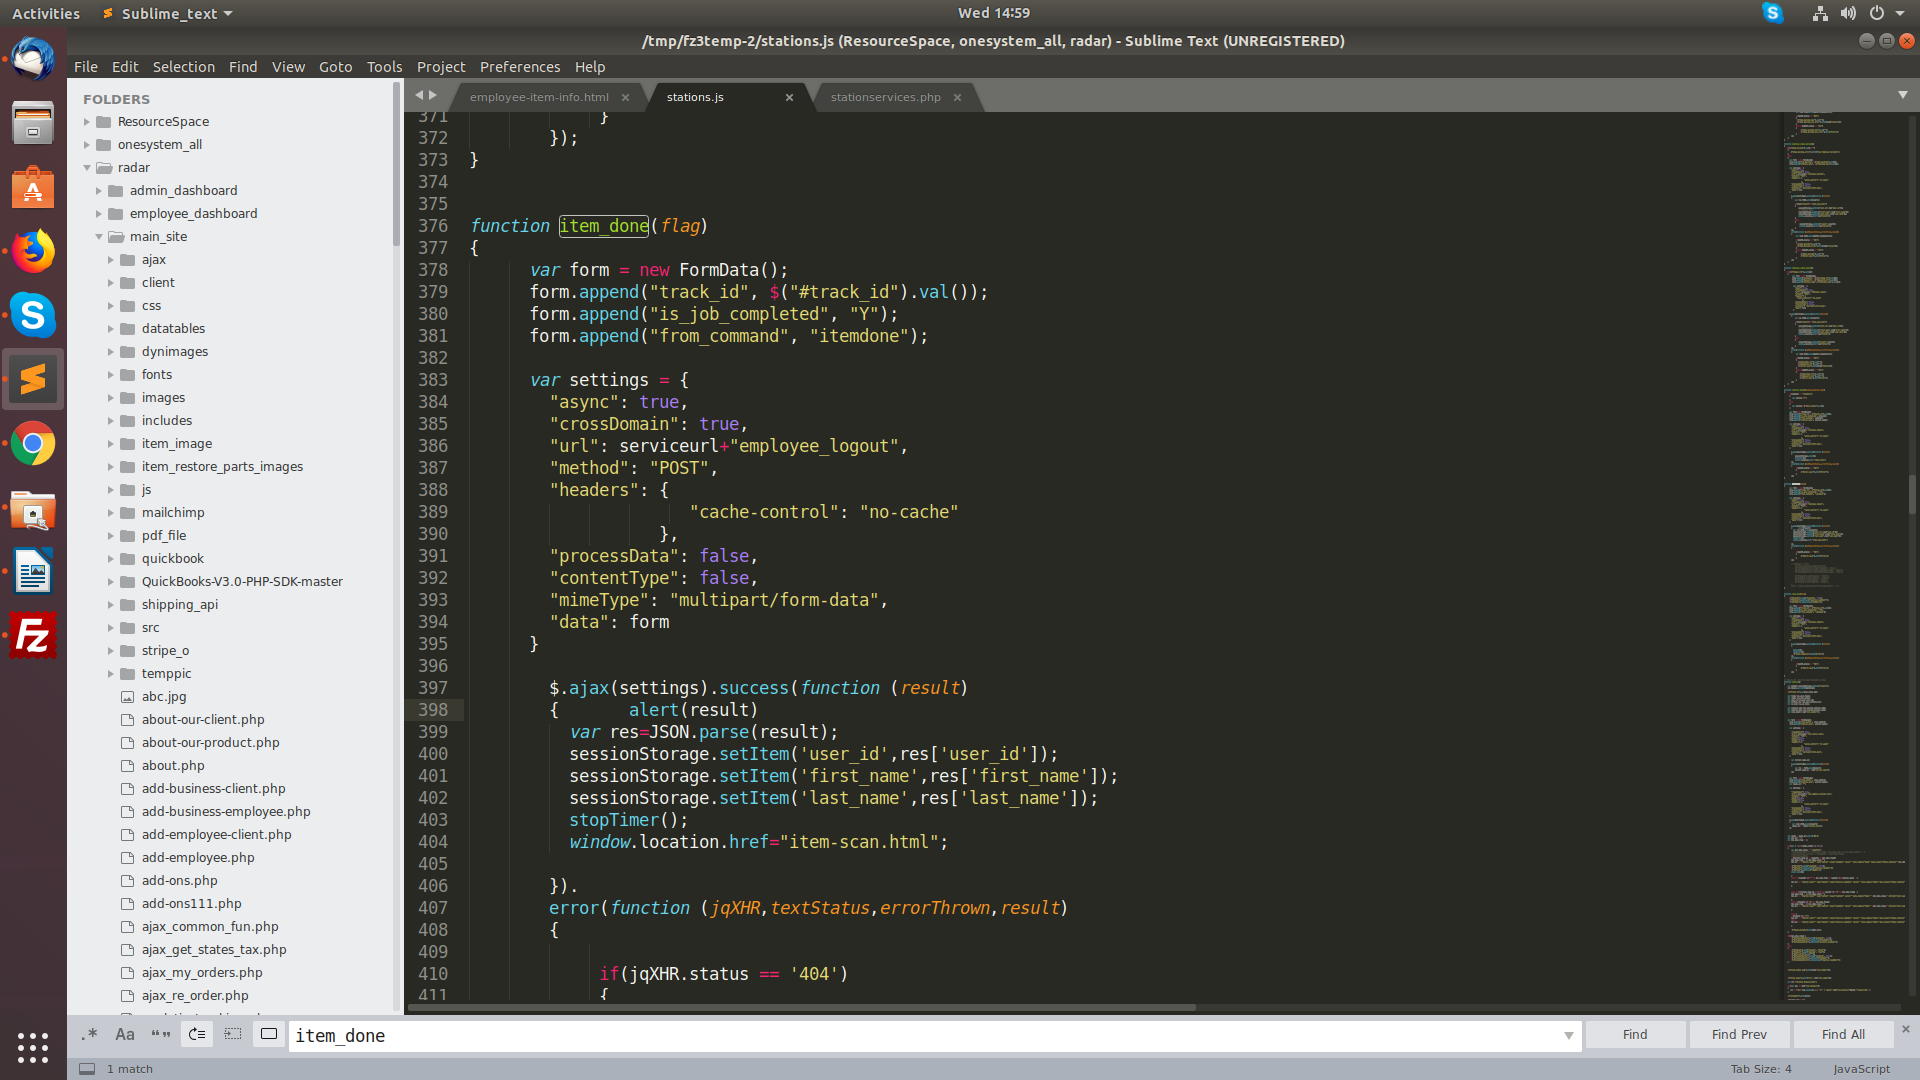 Activities Sublime_text Wed 14:59
/tmp/fz3temp-2/stations.js (ResourceSpace, onesystem_all, radar) - Sublime Text (UNREGISTERED)
File Edit Selection Find View Goto Tools Project Preferences Help
FOLDERS
ResourceSpace
onesystem_all
radar
admin_dashboard
employee_dashboard
main_site
ajax
client
css
datatables
dynimages
fonts
images
includes
item_image
item_restore_parts_images
js
mailchimp
pdf_file
quickbook
QuickBooks-V3.0-PHP-SDK-master
shipping_api
src
stripe_o
temppic
abc.jpg
about-our-client.php
about-our-product.php
about.php
add-business-client.php
add-business-employee.php
add-employee-client.php
add-employee.php
add-ons.php
add-ons111.php
ajax_common_fun.php
ajax_get_states_tax.php
ajax_my_orders.php
ajax_re_order.php
employee-item-info.html × stations.js × stationservices.php ×
371 }
372 });
373 }
374
375
376 function item_done(flag)
377 {
378 var form = new FormData();
379 form.append("track_id", $("#track_id").val());
380 form.append("is_job_completed", "Y");
381 form.append("from_command", "itemdone");
382
383 var settings = {
384 "async": true,
385 "crossDomain": true,
386 "url": serviceurl+"employee_logout",
387 "method": "POST",
388 "headers": {
389 "cache-control": "no-cache"
390 },
391 "processData": false,
392 "contentType": false,
393 "mimeType": "multipart/form-data",
394 "data": form
395 }
396
397 $.ajax(settings).success(function (result)
398 { alert(result)
399 var res=JSON.parse(result);
400 sessionStorage.setItem('user_id',res['user_id']);
401 sessionStorage.setItem('first_name',res['first_name']);
402 sessionStorage.setItem('last_name',res['last_name']);
403 stopTimer();
404 window.location.href="item-scan.html";
405
406 }).
407 error(function (jqXHR,textStatus,errorThrown,result)
408 {
409
410 if(jqXHR.status == '404')
411 {
.* Aa “” item_done Find Find Prev Find All ×
1 match Tab Size: 4 JavaScript